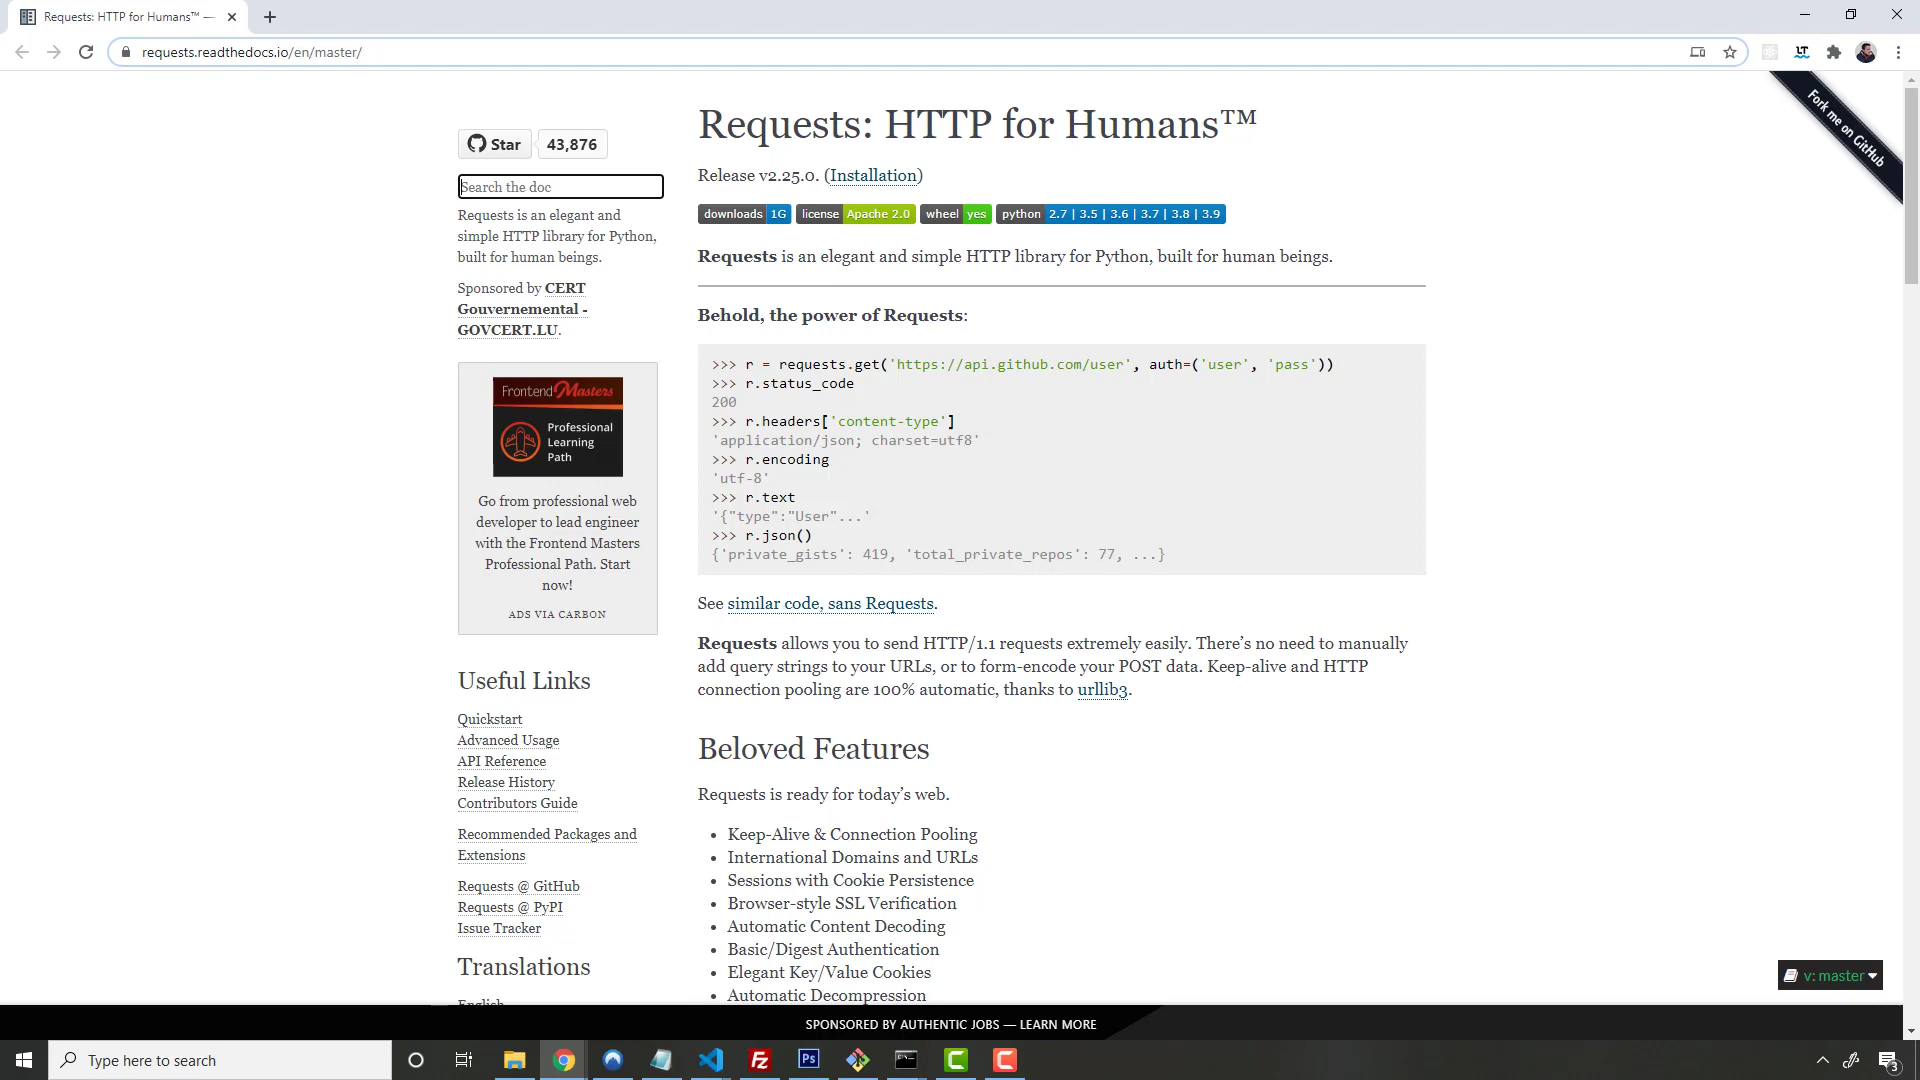 Requests: HTTP for Humans™ —
requests.readthedocs.io/en/master/
LT
Fork me on GitHub
Star
43,876
Search the doc
Requests is an elegant and
simple HTTP library for Python,
built for human beings.
Sponsored by CERT
Gouvernemental -
GOVCERT.LU.
Frontend Masters
Professional
Learning
Path
Go from professional web
developer to lead engineer
with the Frontend Masters
Professional Path. Start
now!
ADS VIA CARBON
Useful Links
Quickstart
Advanced Usage
API Reference
Release History
Contributors Guide
Recommended Packages and
Extensions
Requests @ GitHub
Requests @ PyPI
Issue Tracker
Translations
English
Requests: HTTP for Humans™
Release v2.25.0. (Installation)
downloads 1G license Apache 2.0 wheel yes python 2.7 | 3.5 | 3.6 | 3.7 | 3.8 | 3.9
Requests is an elegant and simple HTTP library for Python, built for human beings.
Behold, the power of Requests:
>>> r = requests.get('https://api.github.com/user', auth=('user', 'pass'))
>>> r.status_code
200
>>> r.headers['content-type']
'application/json; charset=utf8'
>>> r.encoding
'utf-8'
>>> r.text
'{"type":"User"...'
>>> r.json()
{'private_gists': 419, 'total_private_repos': 77, ...}
See similar code, sans Requests.
Requests allows you to send HTTP/1.1 requests extremely easily. There’s no need to manually
add query strings to your URLs, or to form-encode your POST data. Keep-alive and HTTP
connection pooling are 100% automatic, thanks to urllib3.
Beloved Features
Requests is ready for today’s web.
• Keep-Alive & Connection Pooling
• International Domains and URLs
• Sessions with Cookie Persistence
• Browser-style SSL Verification
• Automatic Content Decoding
• Basic/Digest Authentication
• Elegant Key/Value Cookies
• Automatic Decompression
v: master
SPONSORED BY AUTHENTIC JOBS — LEARN MORE
Type here to search
Fz
Ps
3